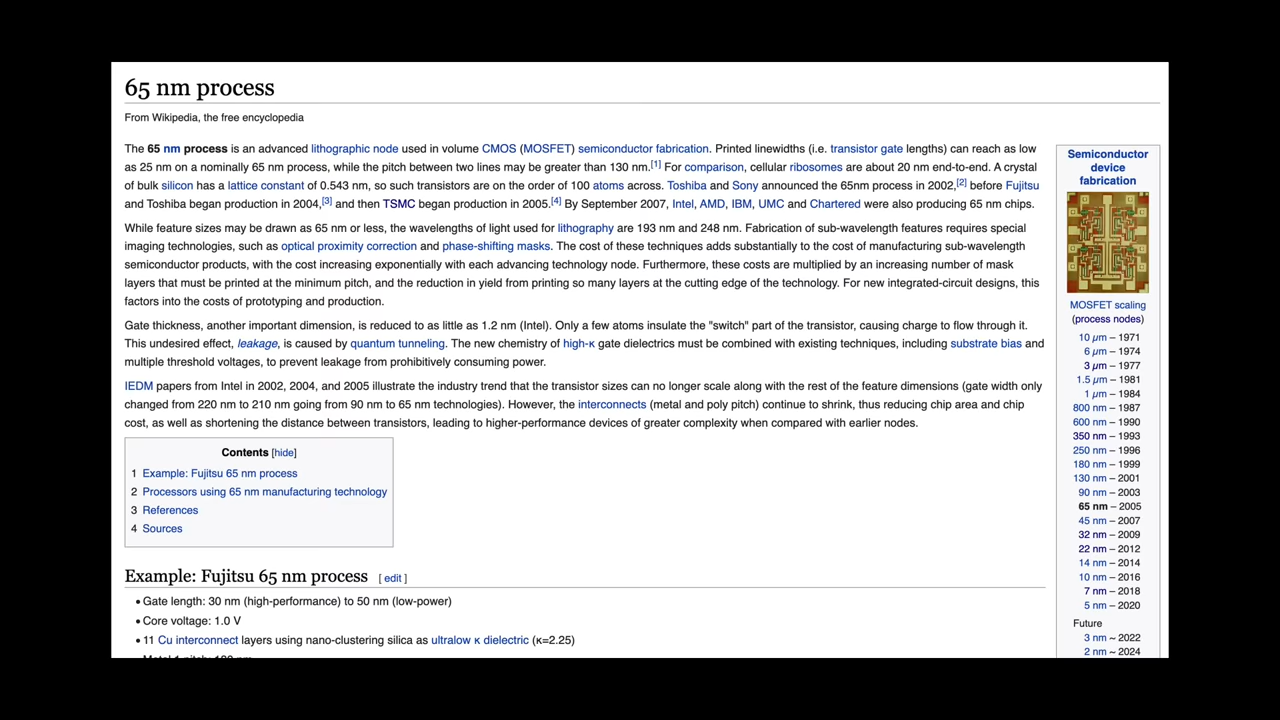 65 nm process
From Wikipedia, the free encyclopedia
The 65 nm process is an advanced lithographic node used in volume CMOS (MOSFET) semiconductor fabrication. Printed linewidths (i.e. transistor gate lengths) can reach as low
as 25 nm on a nominally 65 nm process, while the pitch between two lines may be greater than 130 nm.[1] For comparison, cellular ribosomes are about 20 nm end-to-end. A crystal
of bulk silicon has a lattice constant of 0.543 nm, so such transistors are on the order of 100 atoms across. Toshiba and Sony announced the 65nm process in 2002,[2] before Fujitsu
and Toshiba began production in 2004,[3] and then TSMC began production in 2005.[4] By September 2007, Intel, AMD, IBM, UMC and Chartered were also producing 65 nm chips.
While feature sizes may be drawn as 65 nm or less, the wavelengths of light used for lithography are 193 nm and 248 nm. Fabrication of sub-wavelength features requires special
imaging technologies, such as optical proximity correction and phase-shifting masks. The cost of these techniques adds substantially to the cost of manufacturing sub-wavelength
semiconductor products, with the cost increasing exponentially with each advancing technology node. Furthermore, these costs are multiplied by an increasing number of mask
layers that must be printed at the minimum pitch, and the reduction in yield from printing so many layers at the cutting edge of the technology. For new integrated-circuit designs, this
factors into the costs of prototyping and production.
Gate thickness, another important dimension, is reduced to as little as 1.2 nm (Intel). Only a few atoms insulate the "switch" part of the transistor, causing charge to flow through it.
This undesired effect, leakage, is caused by quantum tunneling. The new chemistry of high-κ gate dielectrics must be combined with existing techniques, including substrate bias and
multiple threshold voltages, to prevent leakage from prohibitively consuming power.
IEDM papers from Intel in 2002, 2004, and 2005 illustrate the industry trend that the transistor sizes can no longer scale along with the rest of the feature dimensions (gate width only
changed from 220 nm to 210 nm going from 90 nm to 65 nm technologies). However, the interconnects (metal and poly pitch) continue to shrink, thus reducing chip area and chip
cost, as well as shortening the distance between transistors, leading to higher-performance devices of greater complexity when compared with earlier nodes.
Contents [hide]
1 Example: Fujitsu 65 nm process
2 Processors using 65 nm manufacturing technology
3 References
4 Sources
Example: Fujitsu 65 nm process [ edit ]
• Gate length: 30 nm (high-performance) to 50 nm (low-power)
• Core voltage: 1.0 V
• 11 Cu interconnect layers using nano-clustering silica as ultralow κ dielectric (κ=2.25)
Semiconductor
device
fabrication
MOSFET scaling
(process nodes)
10 μm – 1971
6 μm – 1974
3 μm – 1977
1.5 μm – 1981
1 μm – 1984
800 nm – 1987
600 nm – 1990
350 nm – 1993
250 nm – 1996
180 nm – 1999
130 nm – 2001
90 nm – 2003
65 nm – 2005
45 nm – 2007
32 nm – 2009
22 nm – 2012
14 nm – 2014
10 nm – 2016
7 nm – 2018
5 nm – 2020
Future
3 nm ~ 2022
2 nm ~ 2024